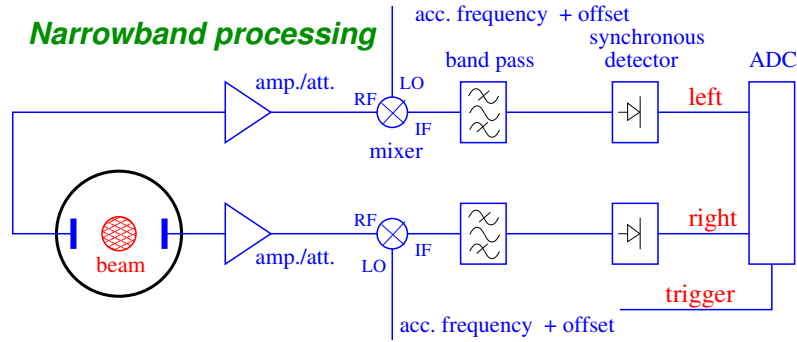 Narrowband processing
acc. frequency + offset
amp./att.
RF
LO
IF
mixer
band pass
synchronous
detector
left
ADC
beam
amp./att.
RF
LO
IF
right
trigger
acc. frequency + offset